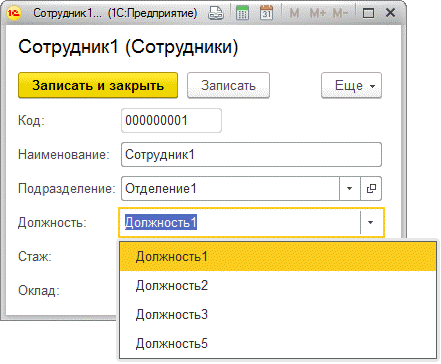 Сотрудник1... (1С:Предприятие) M M+ M-
Сотрудник1 (Сотрудники)
Записать и закрыть Записать Еще
Код: 000000001
Наименование: Сотрудник1
Подразделение: Отделение1
Должность: Должность1
Стаж:
Должность1
Должность2
Оклад:
Должность3
Должность5